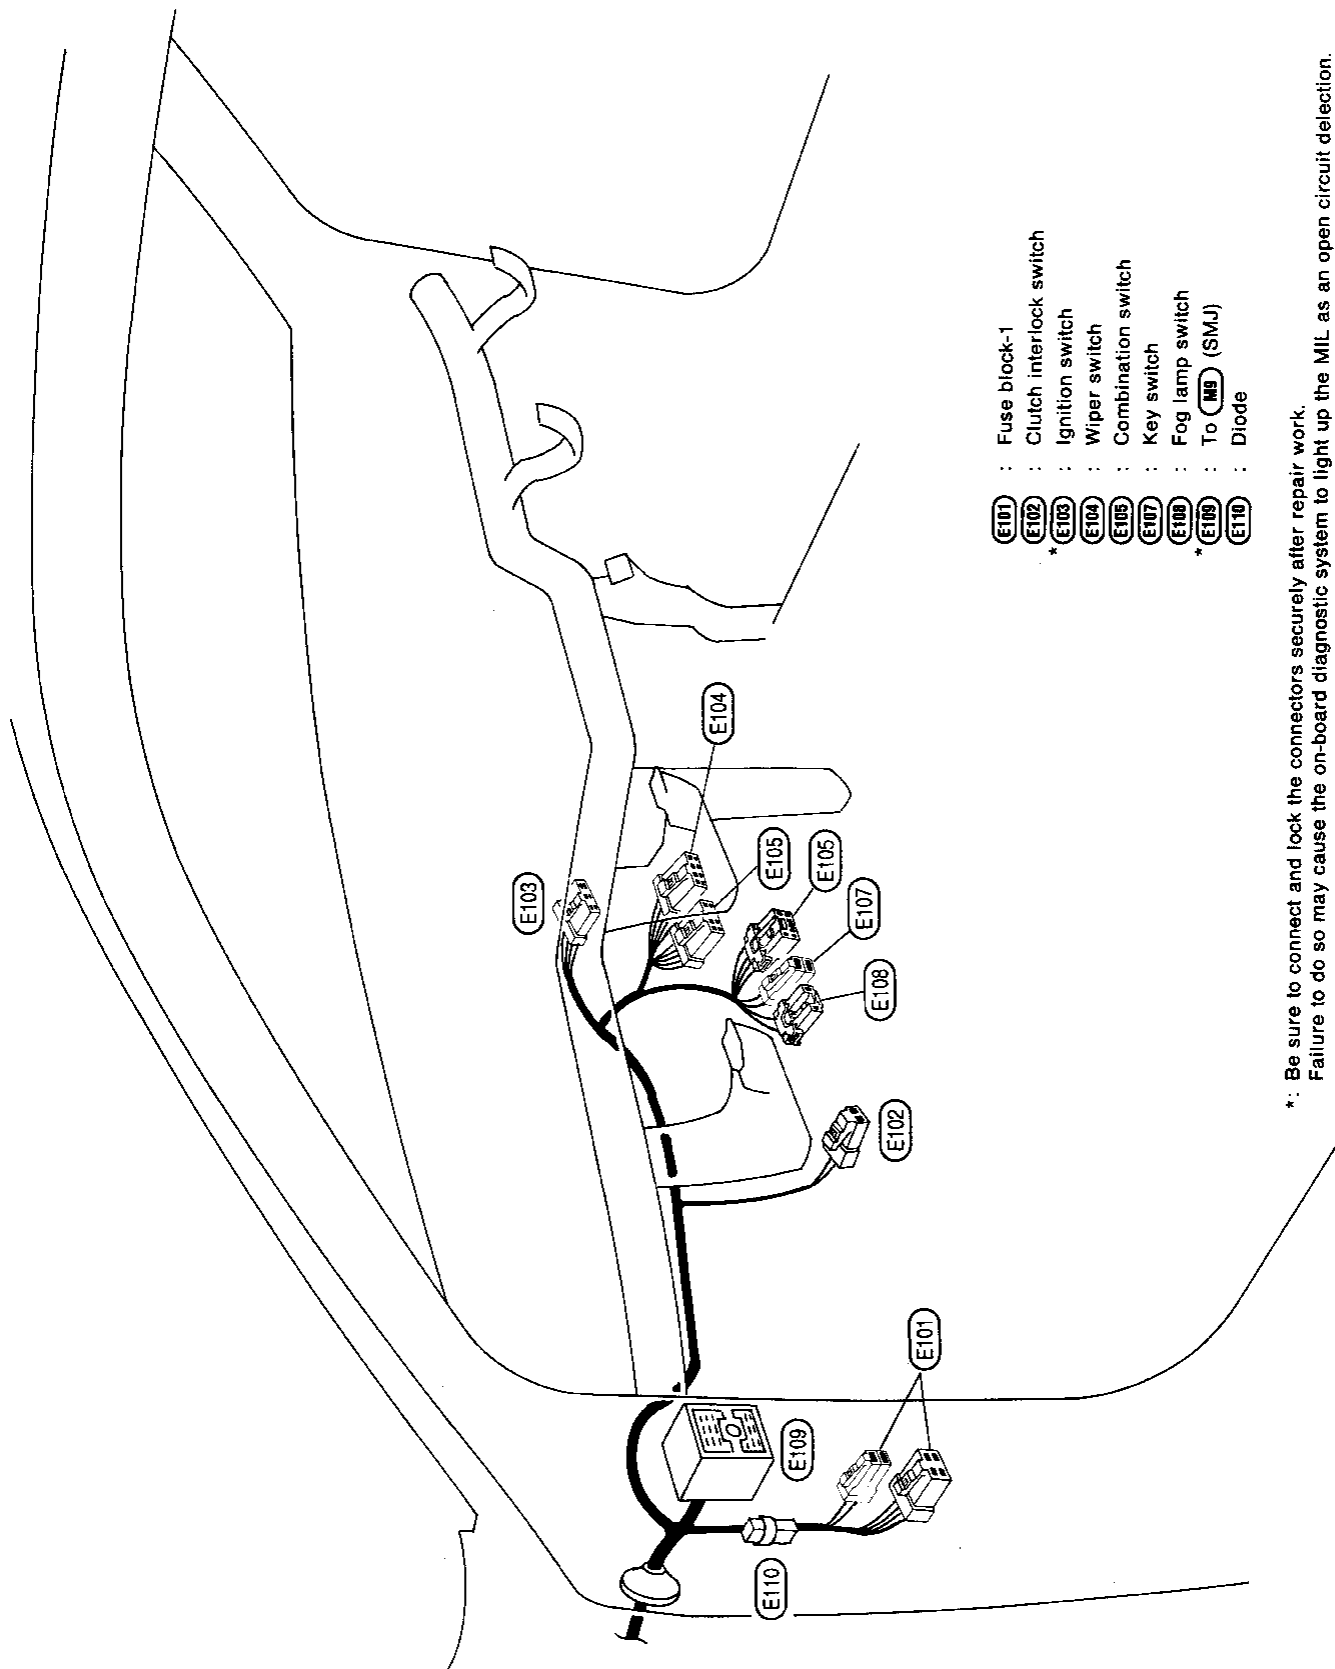 E101 : Fuse block-1
E102 : Clutch interlock switch
* E103 : Ignition switch
E104 : Wiper switch
E105 : Combination switch
E107 : Key switch
E108 : Fog lamp switch
* E109 : To M9 (SMJ)
E110 : Diode
*: Be sure to connect and lock the connectors securely after repair work.
Failure to do so may cause the on-board diagnostic system to light up the MIL as an open circuit delection.
E103
E104
E105
E105
E107
E108
E102
E101
E109
E110